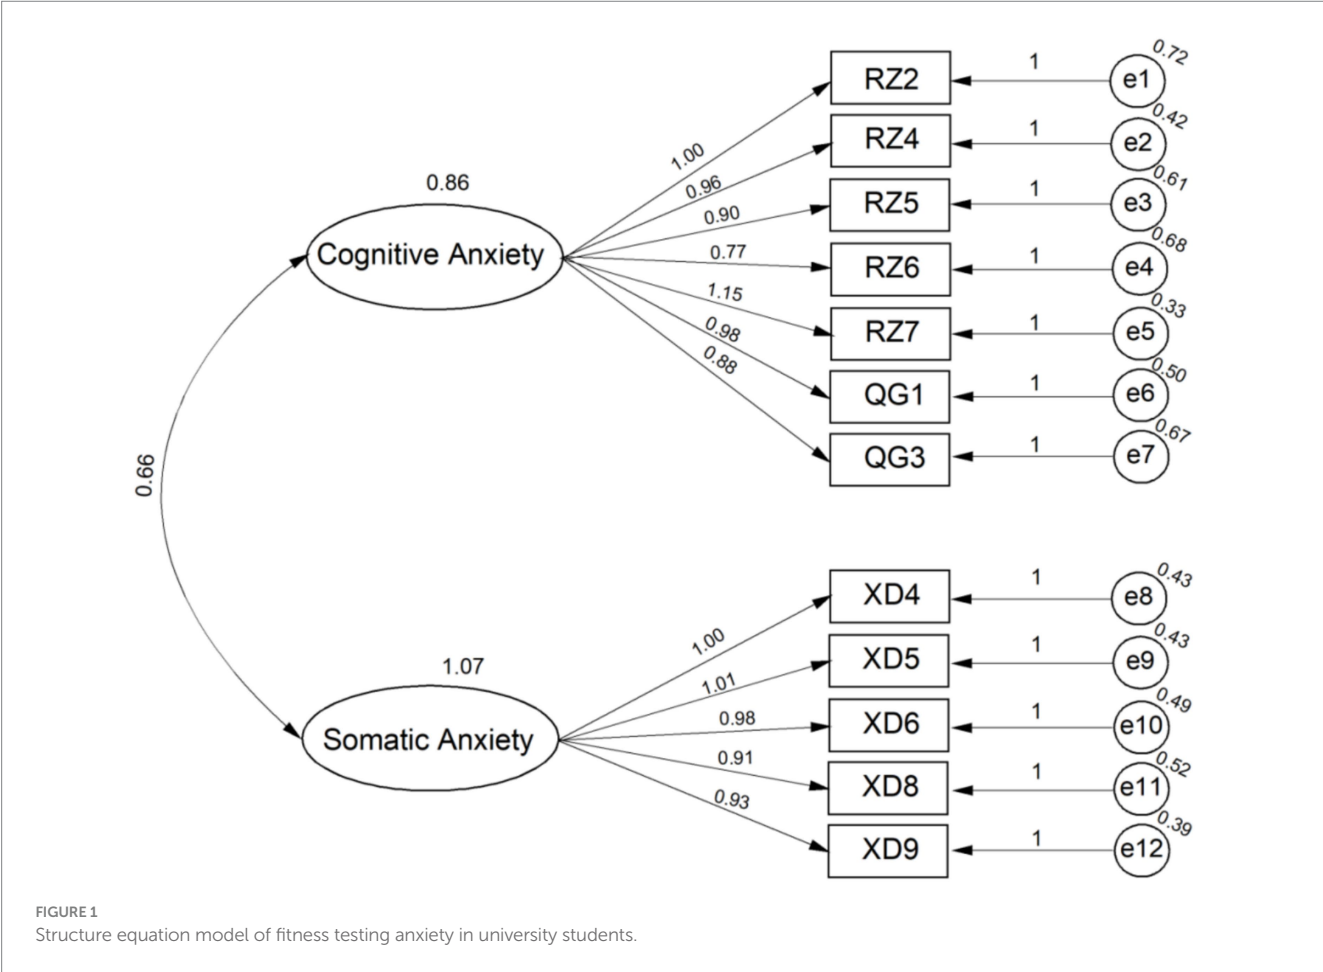 0.86
Cognitive Anxiety
1.00
0.96
0.90
0.77
1.15
0.98
0.88
RZ2
1
e1
0.72
RZ4
1
e2
0.42
RZ5
1
e3
0.61
RZ6
1
e4
0.68
RZ7
1
e5
0.33
QG1
1
e6
0.50
QG3
1
e7
0.67
0.66
1.07
Somatic Anxiety
1.00
1.01
0.98
0.91
0.93
XD4
1
e8
0.43
XD5
1
e9
0.43
XD6
1
e10
0.49
XD8
1
e11
0.52
XD9
1
e12
0.39
FIGURE 1
Structure equation model of fitness testing anxiety in university students.